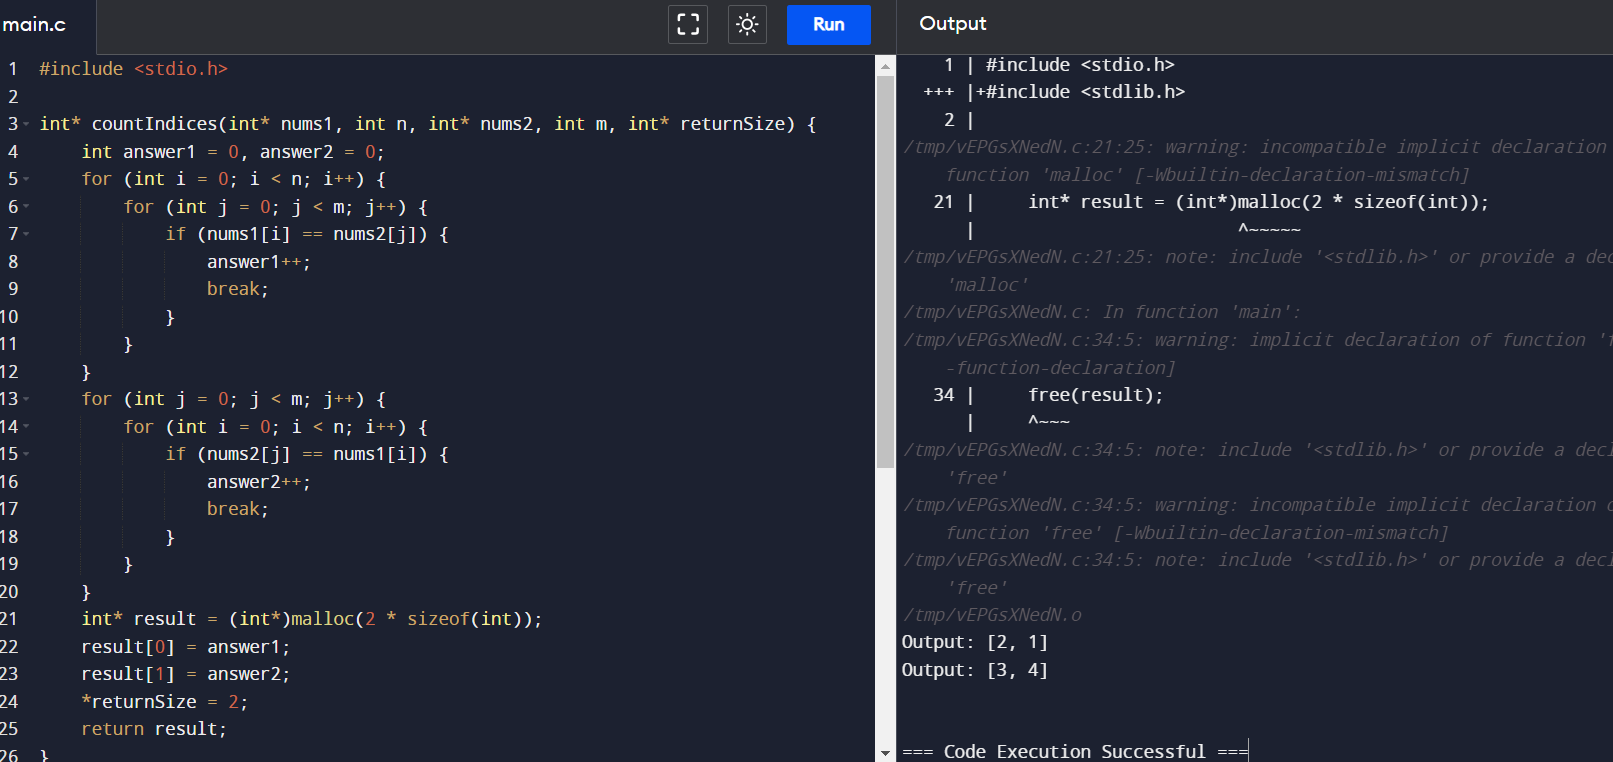 main.c
Run
Output
1 #include <stdio.h>
2
3 int* countIndices(int* nums1, int n, int* nums2, int m, int* returnSize) {
4     int answer1 = 0, answer2 = 0;
5     for (int i = 0; i < n; i++) {
6         for (int j = 0; j < m; j++) {
7             if (nums1[i] == nums2[j]) {
8                 answer1++;
9                 break;
10             }
11         }
12     }
13     for (int j = 0; j < m; j++) {
14         for (int i = 0; i < n; i++) {
15             if (nums2[j] == nums1[i]) {
16                 answer2++;
17                 break;
18             }
19         }
20     }
21     int* result = (int*)malloc(2 * sizeof(int));
22     result[0] = answer1;
23     result[1] = answer2;
24     *returnSize = 2;
25     return result;
26 }
1 | #include <stdio.h>
+++ |+#include <stdlib.h>
2 |
/tmp/vEPGsXNedN.c:21:25: warning: incompatible implicit declaration
function 'malloc' [-Wbuiltin-declaration-mismatch]
21 |     int* result = (int*)malloc(2 * sizeof(int));
|                         ^~~~~~
/tmp/vEPGsXNedN.c:21:25: note: include '<stdlib.h>' or provide a dec
'malloc'
/tmp/vEPGsXNedN.c: In function 'main':
/tmp/vEPGsXNedN.c:34:5: warning: implicit declaration of function 'f
-function-declaration]
34 |     free(result);
|     ^~~~
/tmp/vEPGsXNedN.c:34:5: note: include '<stdlib.h>' or provide a decl
'free'
/tmp/vEPGsXNedN.c:34:5: warning: incompatible implicit declaration o
function 'free' [-Wbuiltin-declaration-mismatch]
/tmp/vEPGsXNedN.c:34:5: note: include '<stdlib.h>' or provide a decl
'free'
/tmp/vEPGsXNedN.o
Output: [2, 1]
Output: [3, 4]
=== Code Execution Successful ===